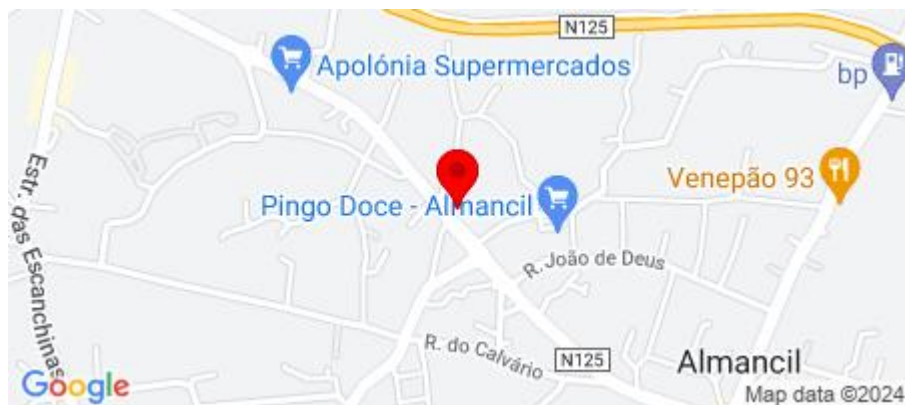 N125
Apolónia Supermercados
bp
Estr. das Escanchinas
Venepão 93
Pingo Doce - Almancil
R. João de Deus
R. do Calvário
N125
Almancil
Google
Map data ©2024